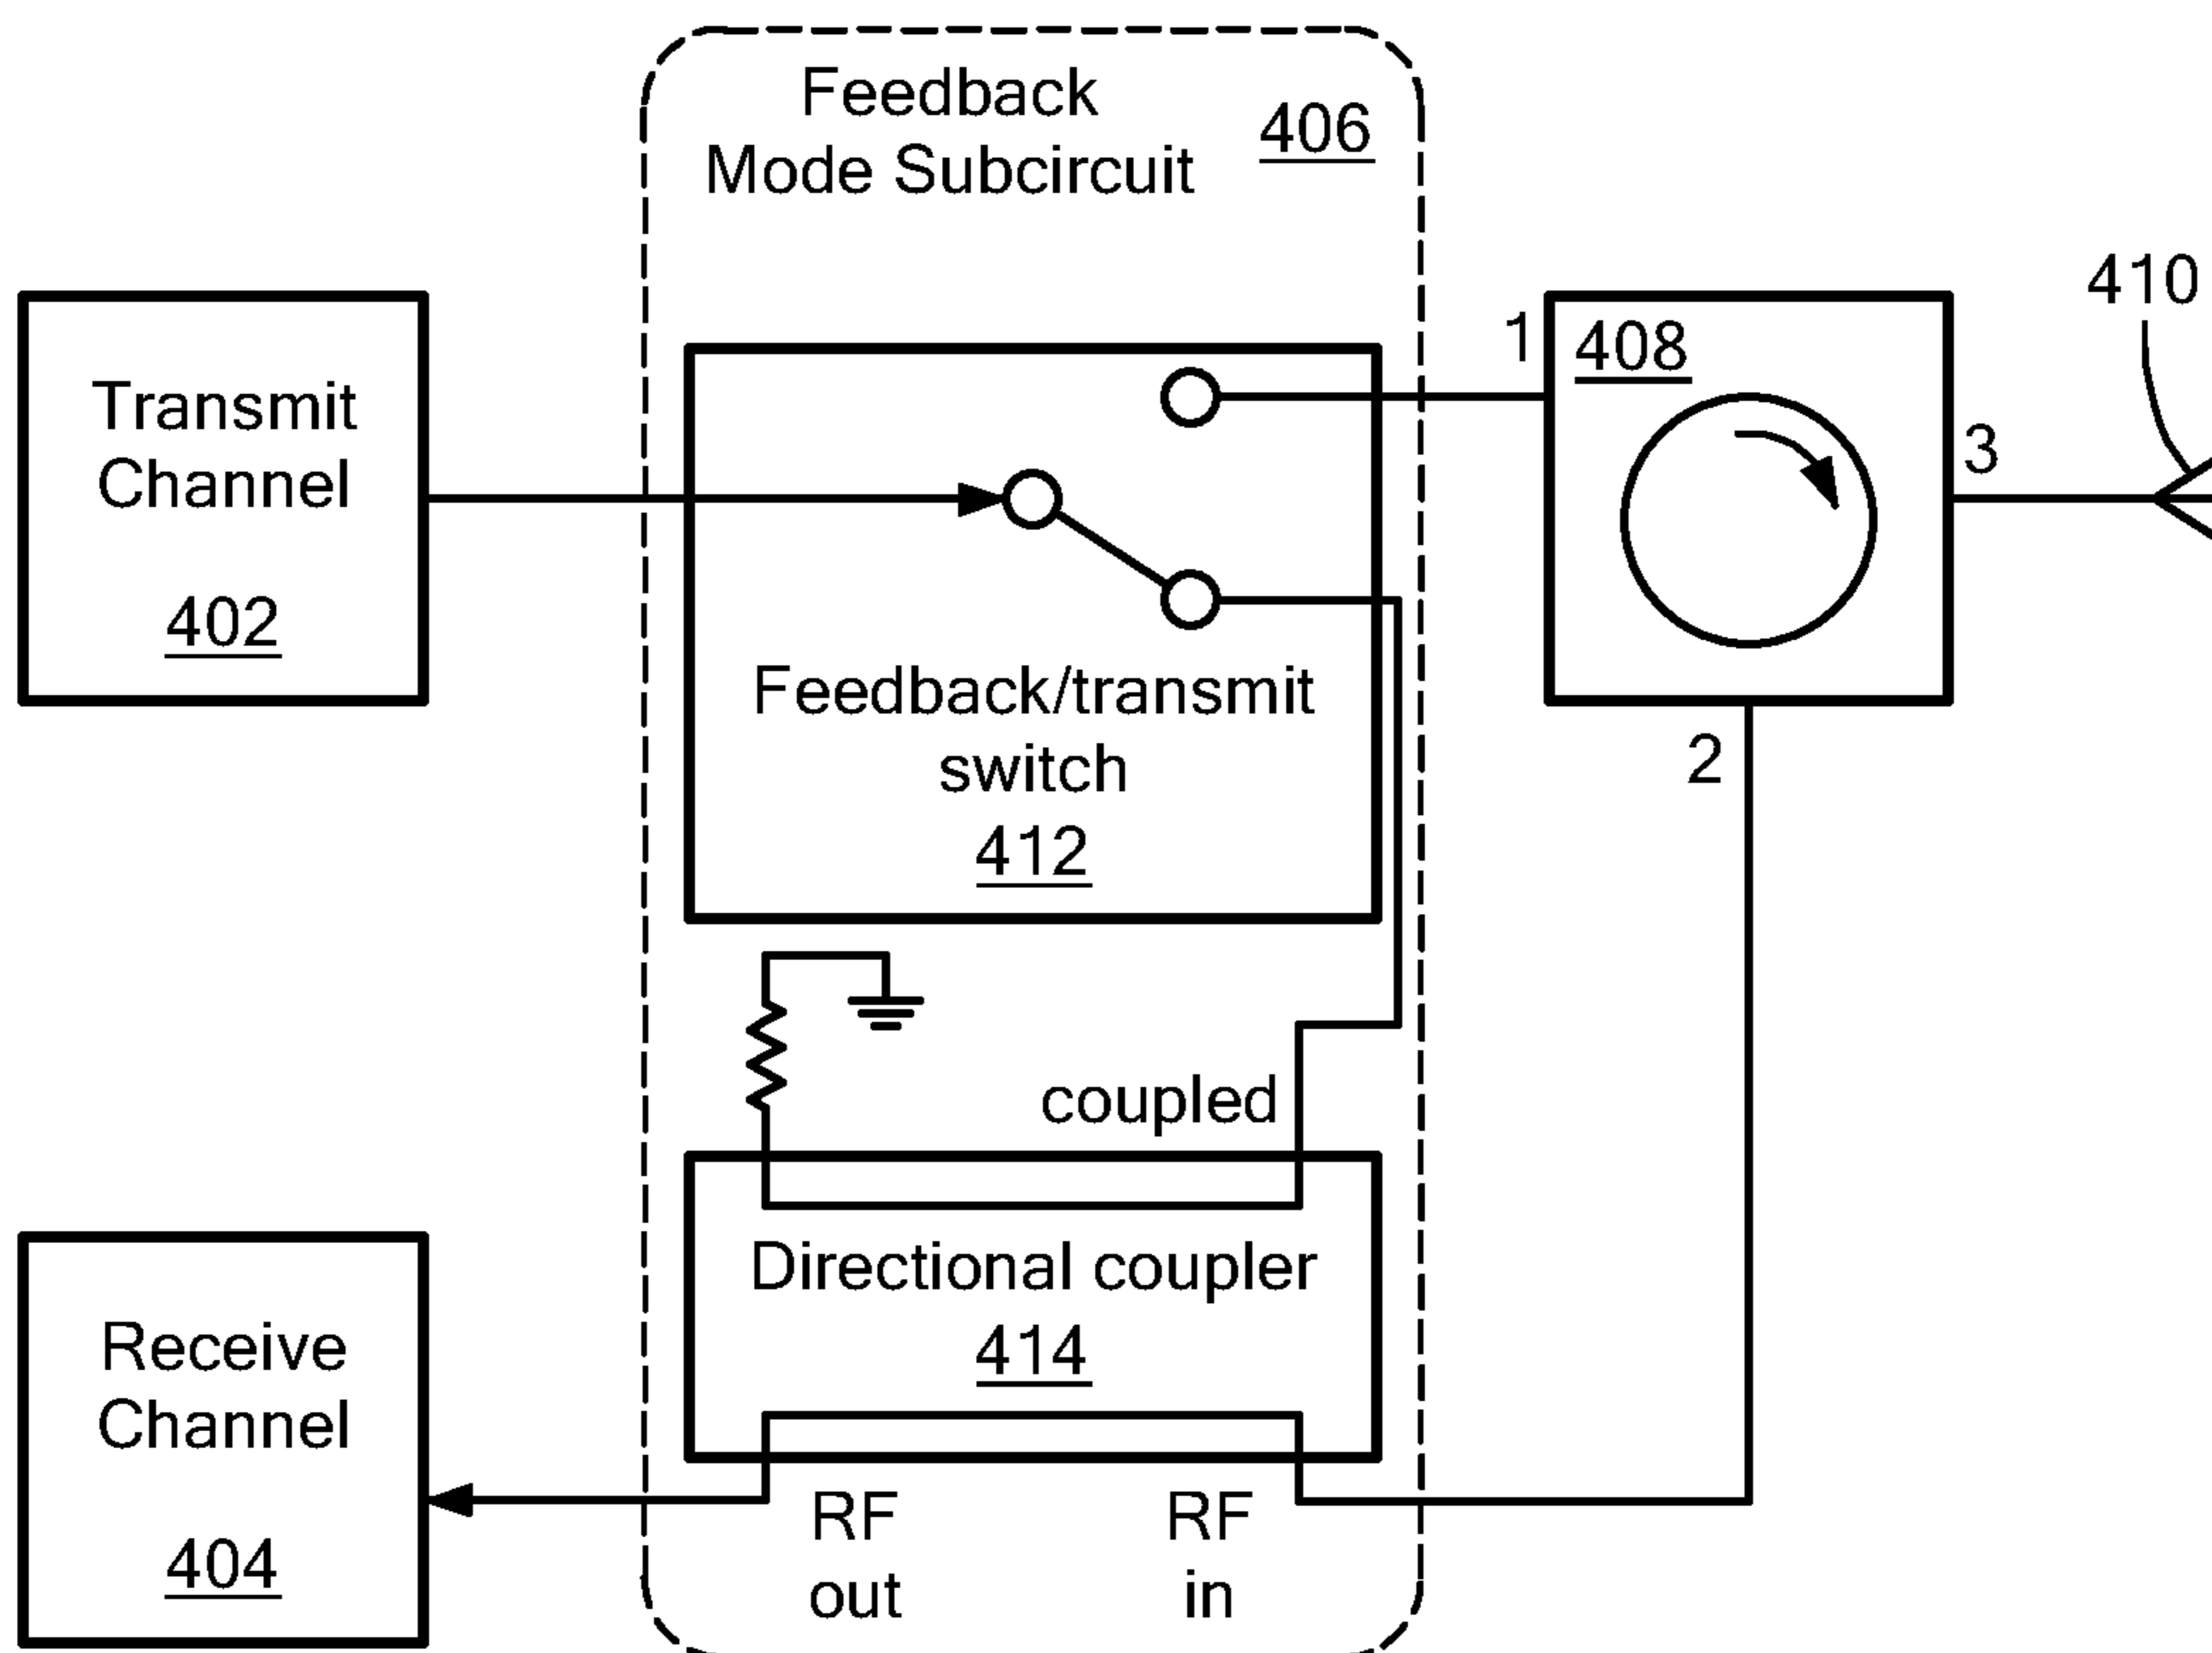 Feedback
Mode Subcircuit
406
410
Transmit
Channel
402
1
408
3
2
Feedback/transmit
switch
412
coupled
Directional coupler
414
Receive
Channel
404
RF
out
RF
in